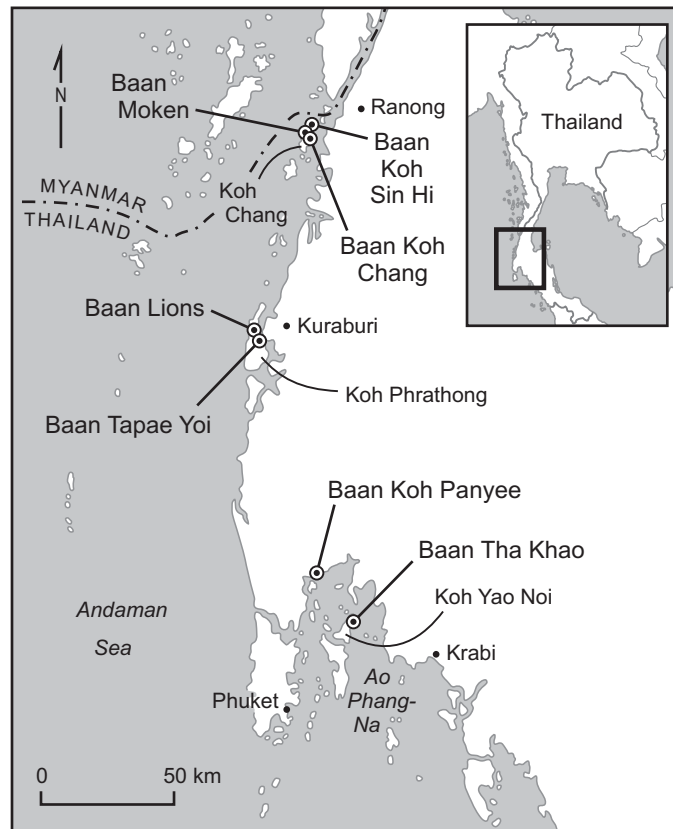 N
Baan
Moken
Ranong
Baan
Koh
Sin Hi
Koh
Chang
MYANMAR
THAILAND
Baan Koh
Chang
Thailand
Baan Lions
Kuraburi
Koh Phrathong
Baan Tapae Yoi
Baan Koh Panyee
Baan Tha Khao
Koh Yao Noi
Andaman
Sea
Krabi
Ao
Phang-
Na
Phuket
0 50 km